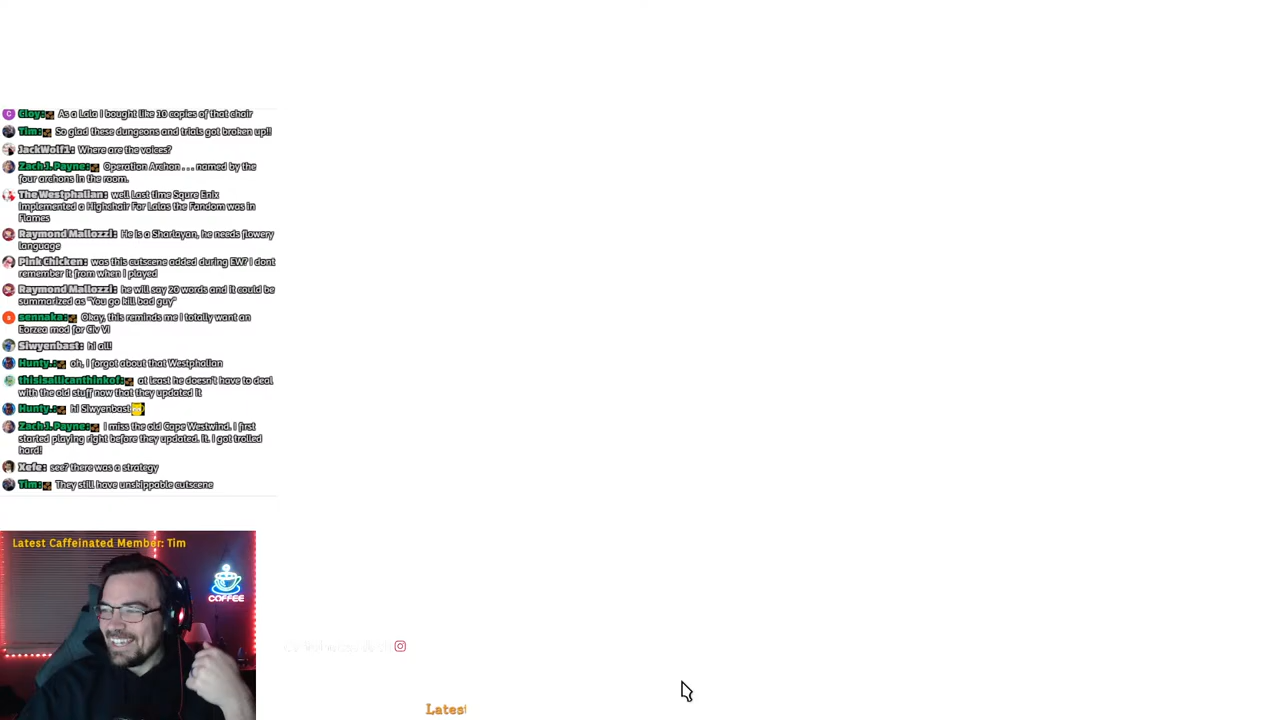 Cloy: As a Lala I bought like 10 copies of that chair
Tim: So glad these dungeons and trials got broken up!!
JackWolf1: Where are the voices?
Zach J. Payne: Operation Archon . . . named by the
four archons in the room.
The Westphalian: well Last time Squre Enix
Implemented a Highchair For Lalas the Fandom was in
Flames
Raymond Mallozzi: He is a Sharlayan, he needs flowery
language
Pink Chicken: was this cutscene added during EW? I dont
remember it from when I played
Raymond Mallozzi: he will say 20 words and it could be
summarized as "You go kill bad guy"
sennaka: Okay, this reminds me I totally want an
Eorzea mod for Civ VI
Siwyenbast: hi all!
Hunty.: oh, I forgot about that Westphalian
thisisallicanthinkof: at least he doesn't have to deal
with the old stuff now that they updated it
Hunty.: hi Siwyenbast
Zach J. Payne: I miss the old Cape Westwind. I first
started playing right before they updated. It. I got trolled
hard!
Xefe: see? there was a strategy
Tim: They still have unskippable cutscene
Latest Caffeinated Member: Tim
COFFEE
Latest